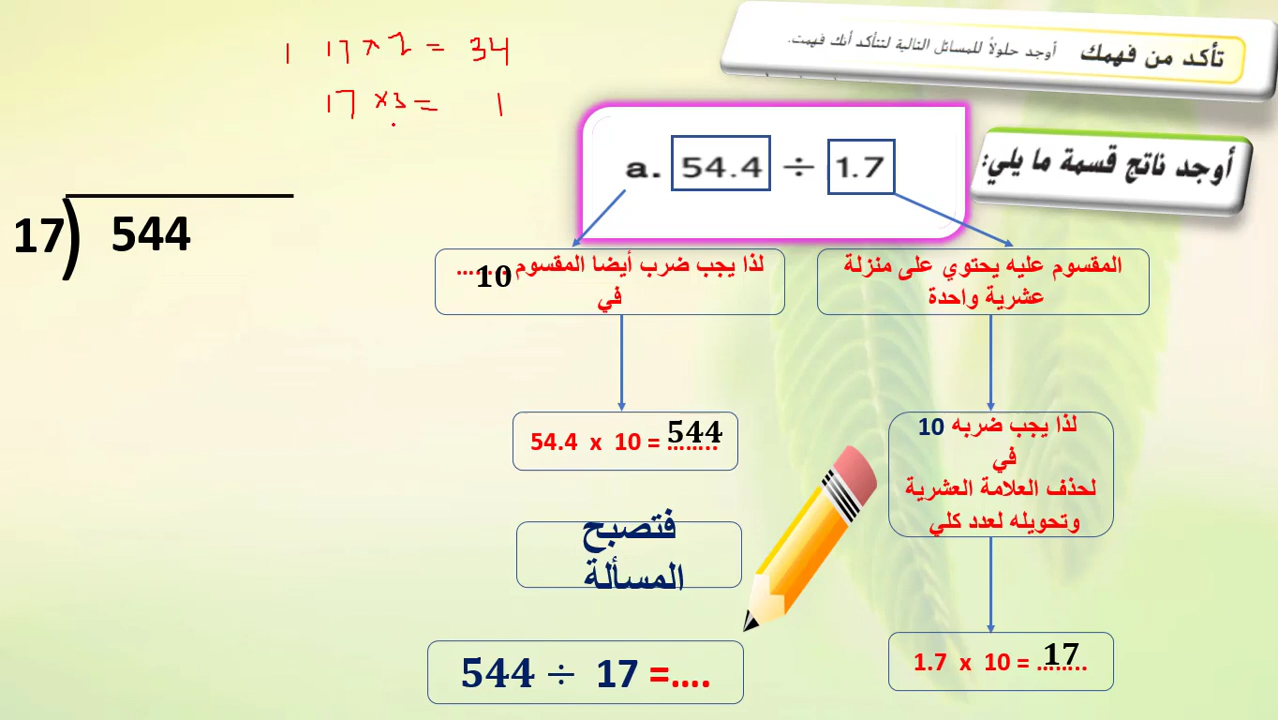 تأكد من فهمك أوجد حلولاً للمسائل التالية لتتأكد أنك فهمت.
1 17 × 2 = 34
17 × 3 = 1
أوجد ناتج قسمة ما يلي:
a. 54.4 ÷ 1.7
17) 544
المقسوم عليه يحتوي على منزلة
عشرية واحدة
لذا يجب ضرب أيضا المقسوم ........ 10
في
لذا يجب ضربه 10
في
لحذف العلامة العشرية
وتحويله لعدد كلي
54.4 x 10 = ........ 544
فتصبح
المسألة
1.7 x 10 = ........ 17
544 ÷ 17 =....